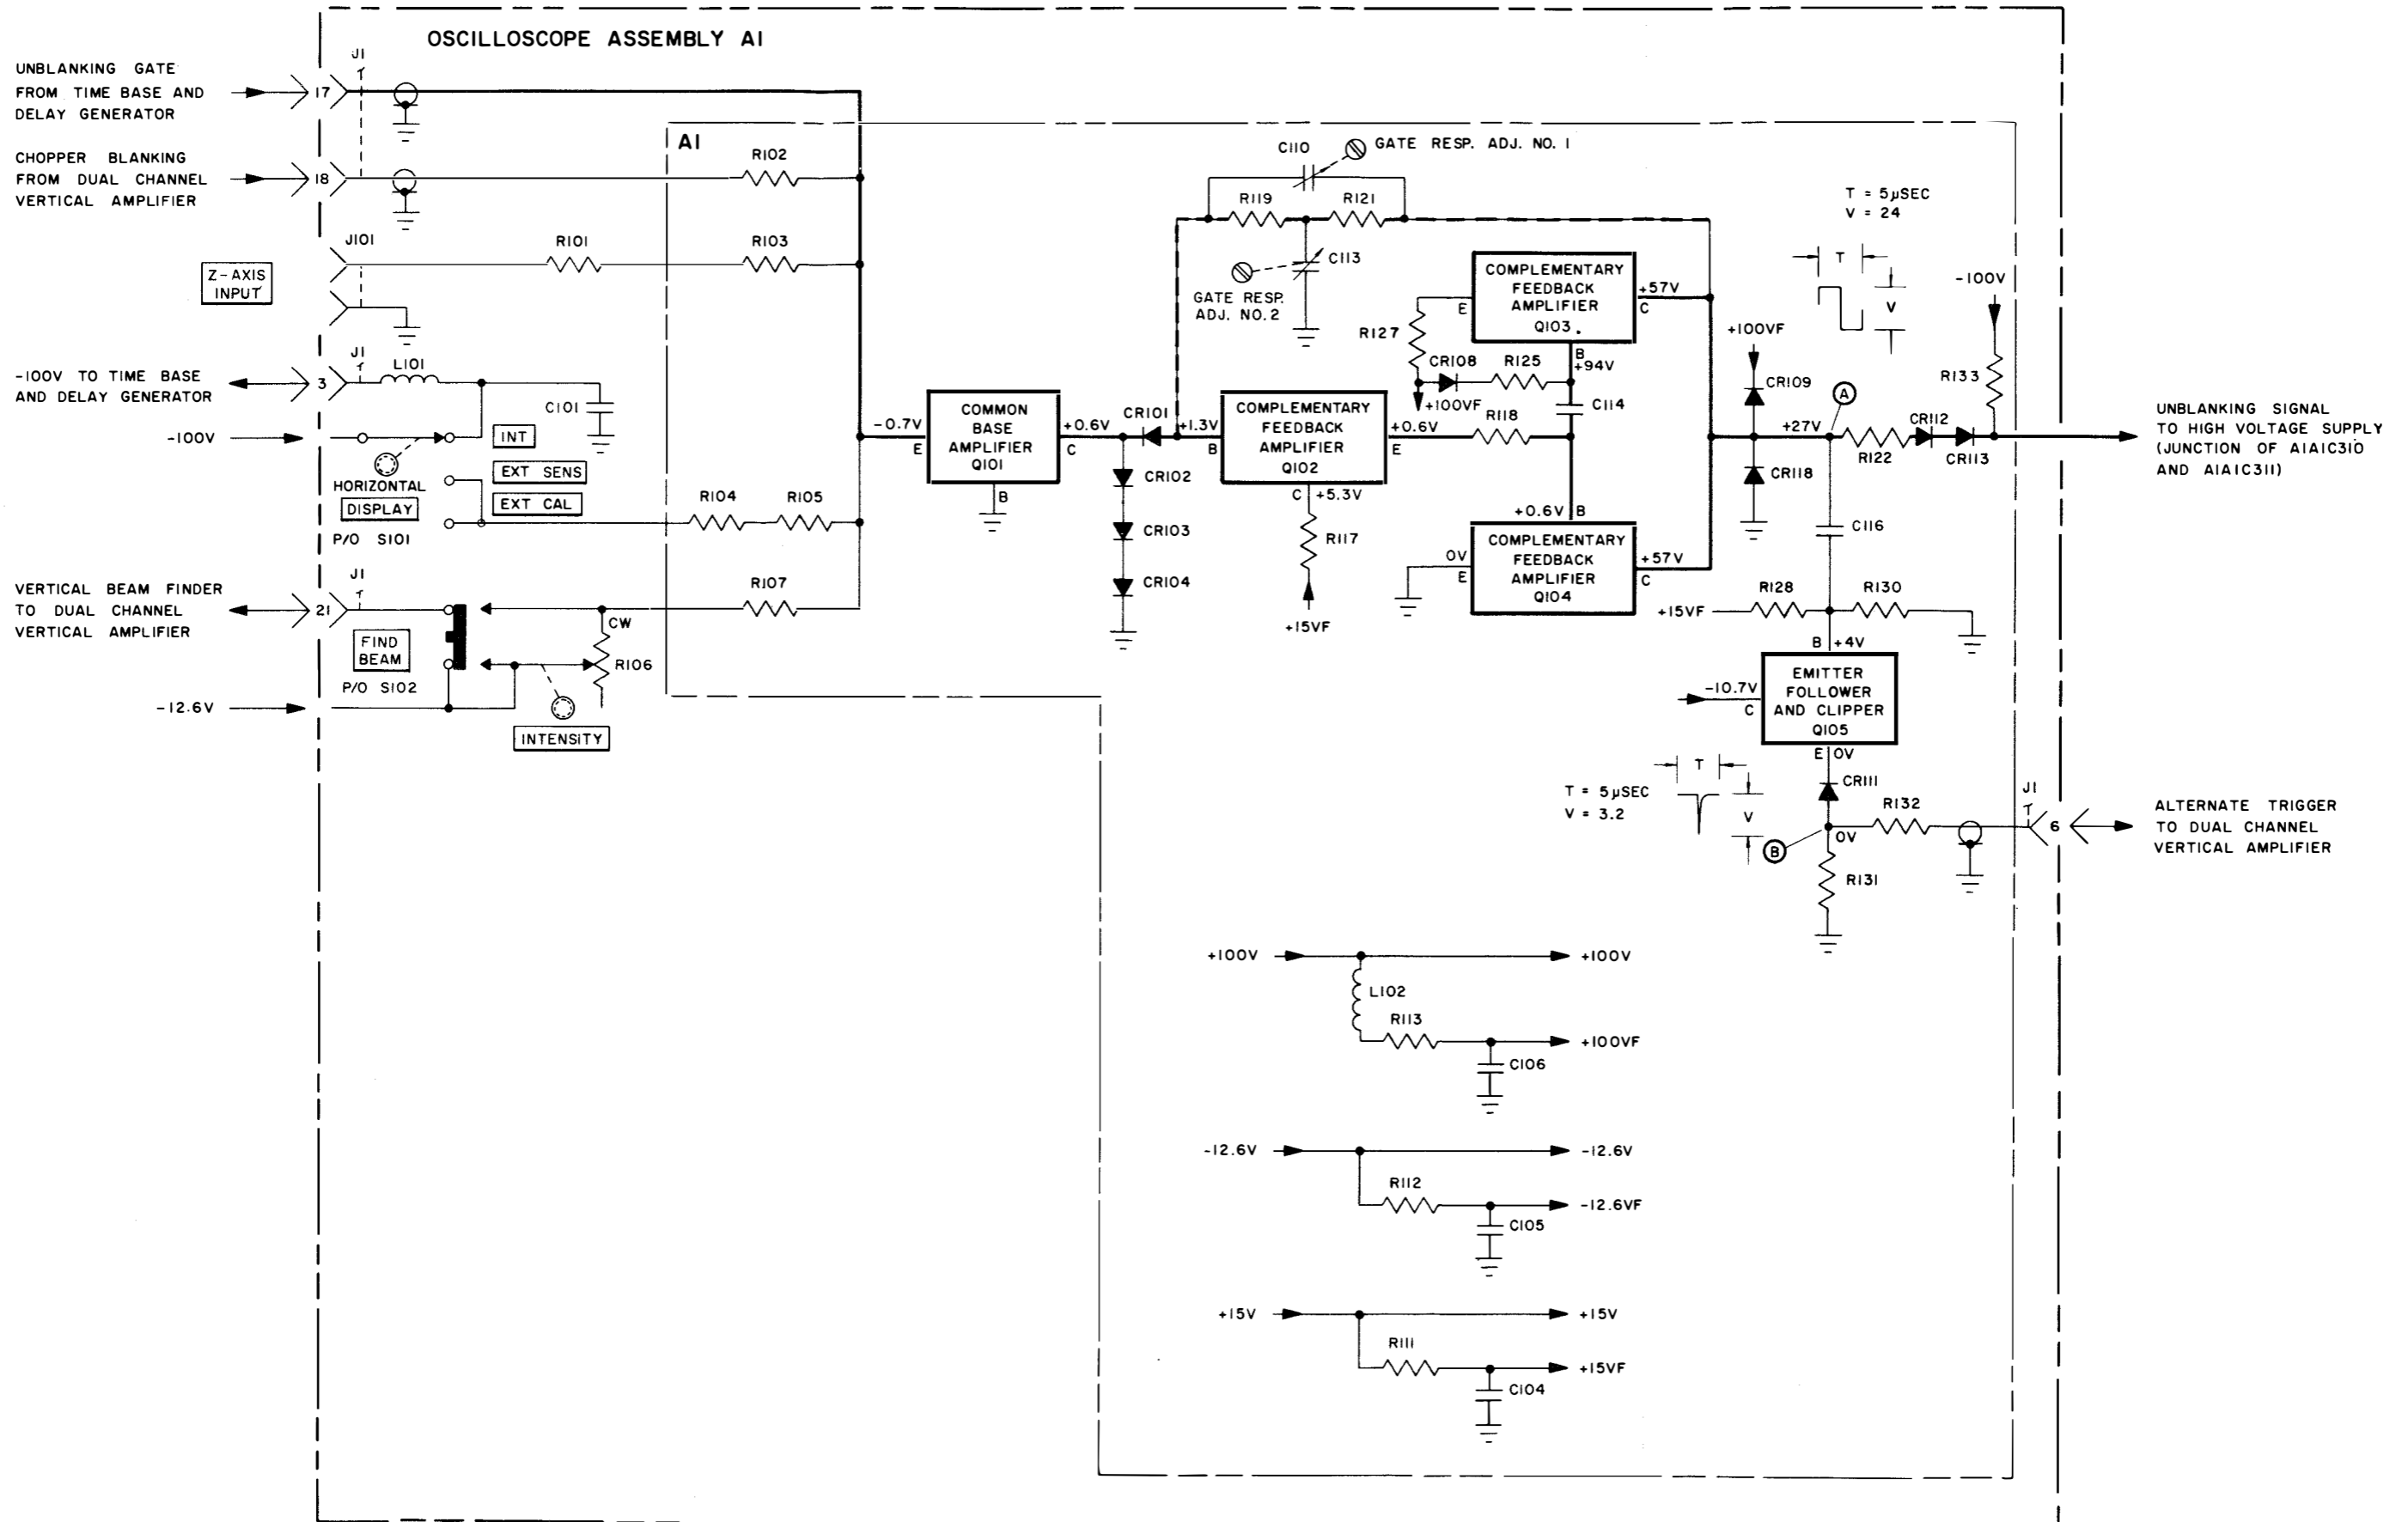 OSCILLOSCOPE ASSEMBLY A1
UNBLANKING GATE
FROM TIME BASE AND
DELAY GENERATOR
J1
17
CHOPPER BLANKING
FROM DUAL CHANNEL
VERTICAL AMPLIFIER
18
R102
A1
J101
R101
R103
Z-AXIS
INPUT
-100V TO TIME BASE
AND DELAY GENERATOR
3
J1
L101
C101
-100V
INT
EXT SENS
EXT CAL
HORIZONTAL
DISPLAY
P/O S101
R104
R105
VERTICAL BEAM FINDER
TO DUAL CHANNEL
VERTICAL AMPLIFIER
21
J1
R107
CW
R106
FIND
BEAM
P/O S102
-12.6V
INTENSITY
-0.7V
E
COMMON
BASE
AMPLIFIER
Q101
B
+0.6V
C
CR101
CR102
CR103
CR104
+1.3V
B
COMPLEMENTARY
FEEDBACK
AMPLIFIER
Q102
C
+5.3V
R117
+15VF
+0.6V
E
R118
C110
GATE RESP. ADJ. NO. 1
R119
R121
C113
GATE RESP.
ADJ. NO. 2
COMPLEMENTARY
FEEDBACK
AMPLIFIER
Q103
E
+57V
C
B
+94V
R127
CR108
R125
+100VF
C114
+0.6V
B
COMPLEMENTARY
FEEDBACK
AMPLIFIER
Q104
0V
E
+57V
C
T = 5µSEC
V = 24
T
V
+100VF
CR109
CR118
+27V
A
R122
CR112
CR113
-100V
R133
UNBLANKING SIGNAL
TO HIGH VOLTAGE SUPPLY
(JUNCTION OF A1A1C310
AND A1A1C311)
C116
+15VF
R128
R130
B
+4V
-10.7V
C
EMITTER
FOLLOWER
AND CLIPPER
Q105
E
0V
CR111
T = 5µSEC
V = 3.2
T
V
B
0V
R132
R131
J1
6
ALTERNATE TRIGGER
TO DUAL CHANNEL
VERTICAL AMPLIFIER
+100V
+100V
L102
R113
+100VF
C106
-12.6V
-12.6V
R112
-12.6VF
C105
+15V
+15V
R111
+15VF
C104